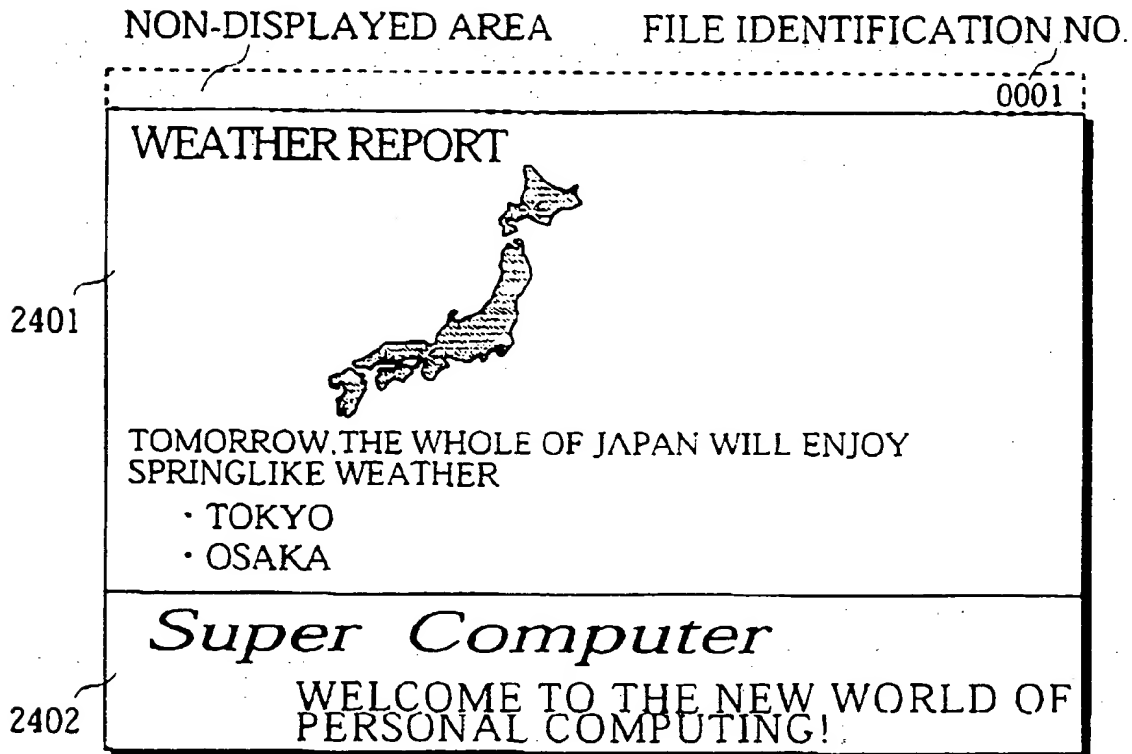 NON-DISPLAYED AREA FILE IDENTIFICATION NO.
0001
WEATHER REPORT
2401
TOMORROW.THE WHOLE OF JAPAN WILL ENJOY
SPRINGLIKE WEATHER
· TOKYO
· OSAKA
Super Computer
2402
WELCOME TO THE NEW WORLD OF
PERSONAL COMPUTING!